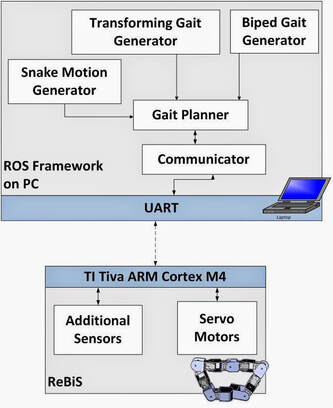 Transforming Gait
Generator
Biped Gait
Generator
Snake Motion
Generator
Gait Planner
Communicator
ROS Framework
on PC
Laptop
UART
TI Tiva ARM Cortex M4
Additional
Sensors
Servo
Motors
ReBiS